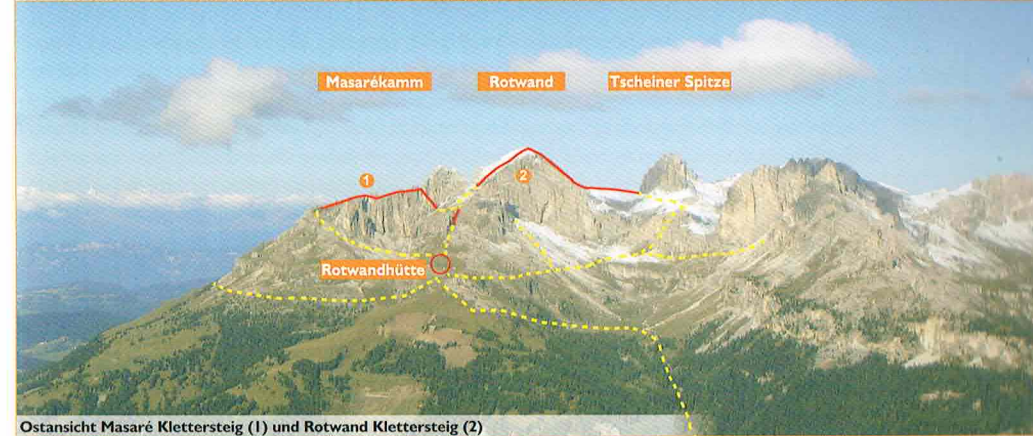 Masarékamm
Rotwand
Tscheiner Spitze
1
2
Rotwandhütte
Ostansicht Masaré Klettersteig (1) und Rotwand Klettersteig (2)